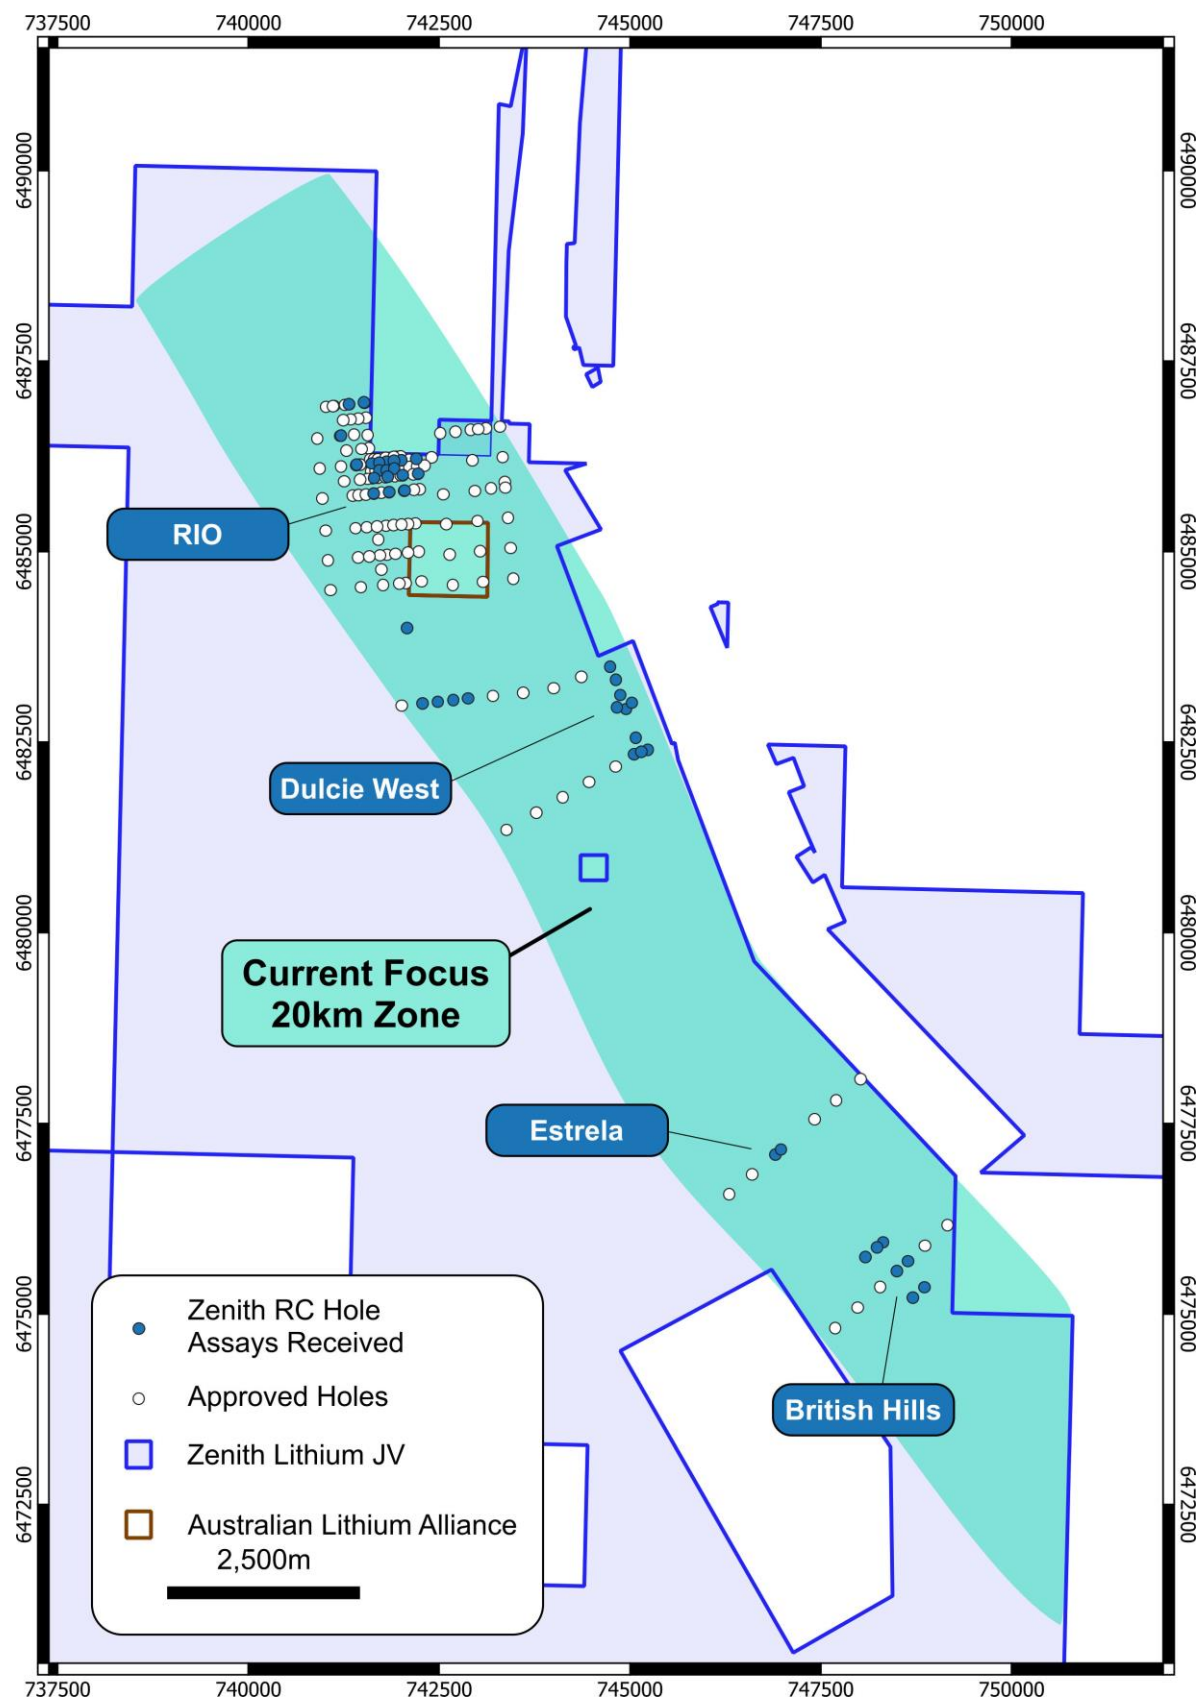 737500 740000 742500 745000 747500 750000
6490000 6490000
6487500 6487500
RIO
6485000 6485000
Dulcie West
6482500 6482500
6480000 6480000
Current Focus
20km Zone
Estrela
6477500 6477500
6475000 6475000
British Hills
6472500 6472500
Zenith RC Hole
Assays Received
Approved Holes
Zenith Lithium JV
Australian Lithium Alliance
2,500m
737500 740000 742500 745000 747500 750000